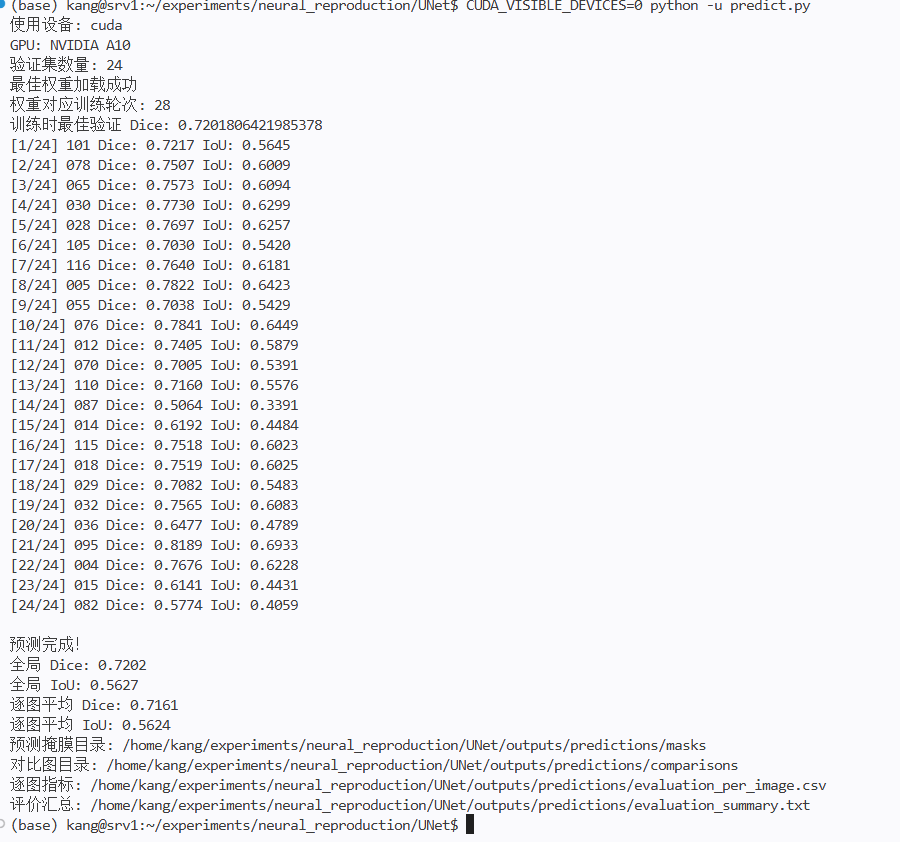 (base) kang@srv1:~/experiments/neural_reproduction/UNet$ CUDA_VISIBLE_DEVICES=0 python -u predict.py
使用设备: cuda
GPU: NVIDIA A10
验证集数量: 24
最佳权重加载成功
权重对应训练轮次: 28
训练时最佳验证 Dice: 0.7201806421985378
[1/24] 101 Dice: 0.7217 IoU: 0.5645
[2/24] 078 Dice: 0.7507 IoU: 0.6009
[3/24] 065 Dice: 0.7573 IoU: 0.6094
[4/24] 030 Dice: 0.7730 IoU: 0.6299
[5/24] 028 Dice: 0.7697 IoU: 0.6257
[6/24] 105 Dice: 0.7030 IoU: 0.5420
[7/24] 116 Dice: 0.7640 IoU: 0.6181
[8/24] 005 Dice: 0.7822 IoU: 0.6423
[9/24] 055 Dice: 0.7038 IoU: 0.5429
[10/24] 076 Dice: 0.7841 IoU: 0.6449
[11/24] 012 Dice: 0.7405 IoU: 0.5879
[12/24] 070 Dice: 0.7005 IoU: 0.5391
[13/24] 110 Dice: 0.7160 IoU: 0.5576
[14/24] 087 Dice: 0.5064 IoU: 0.3391
[15/24] 014 Dice: 0.6192 IoU: 0.4484
[16/24] 115 Dice: 0.7518 IoU: 0.6023
[17/24] 018 Dice: 0.7519 IoU: 0.6025
[18/24] 029 Dice: 0.7082 IoU: 0.5483
[19/24] 032 Dice: 0.7565 IoU: 0.6083
[20/24] 036 Dice: 0.6477 IoU: 0.4789
[21/24] 095 Dice: 0.8189 IoU: 0.6933
[22/24] 004 Dice: 0.7676 IoU: 0.6228
[23/24] 015 Dice: 0.6141 IoU: 0.4431
[24/24] 082 Dice: 0.5774 IoU: 0.4059
预测完成!
全局 Dice: 0.7202
全局 IoU: 0.5627
逐图平均 Dice: 0.7161
逐图平均 IoU: 0.5624
预测掩膜目录: /home/kang/experiments/neural_reproduction/UNet/outputs/predictions/masks
对比图目录: /home/kang/experiments/neural_reproduction/UNet/outputs/predictions/comparisons
逐图指标: /home/kang/experiments/neural_reproduction/UNet/outputs/predictions/evaluation_per_image.csv
评价汇总: /home/kang/experiments/neural_reproduction/UNet/outputs/predictions/evaluation_summary.txt
(base) kang@srv1:~/experiments/neural_reproduction/UNet$